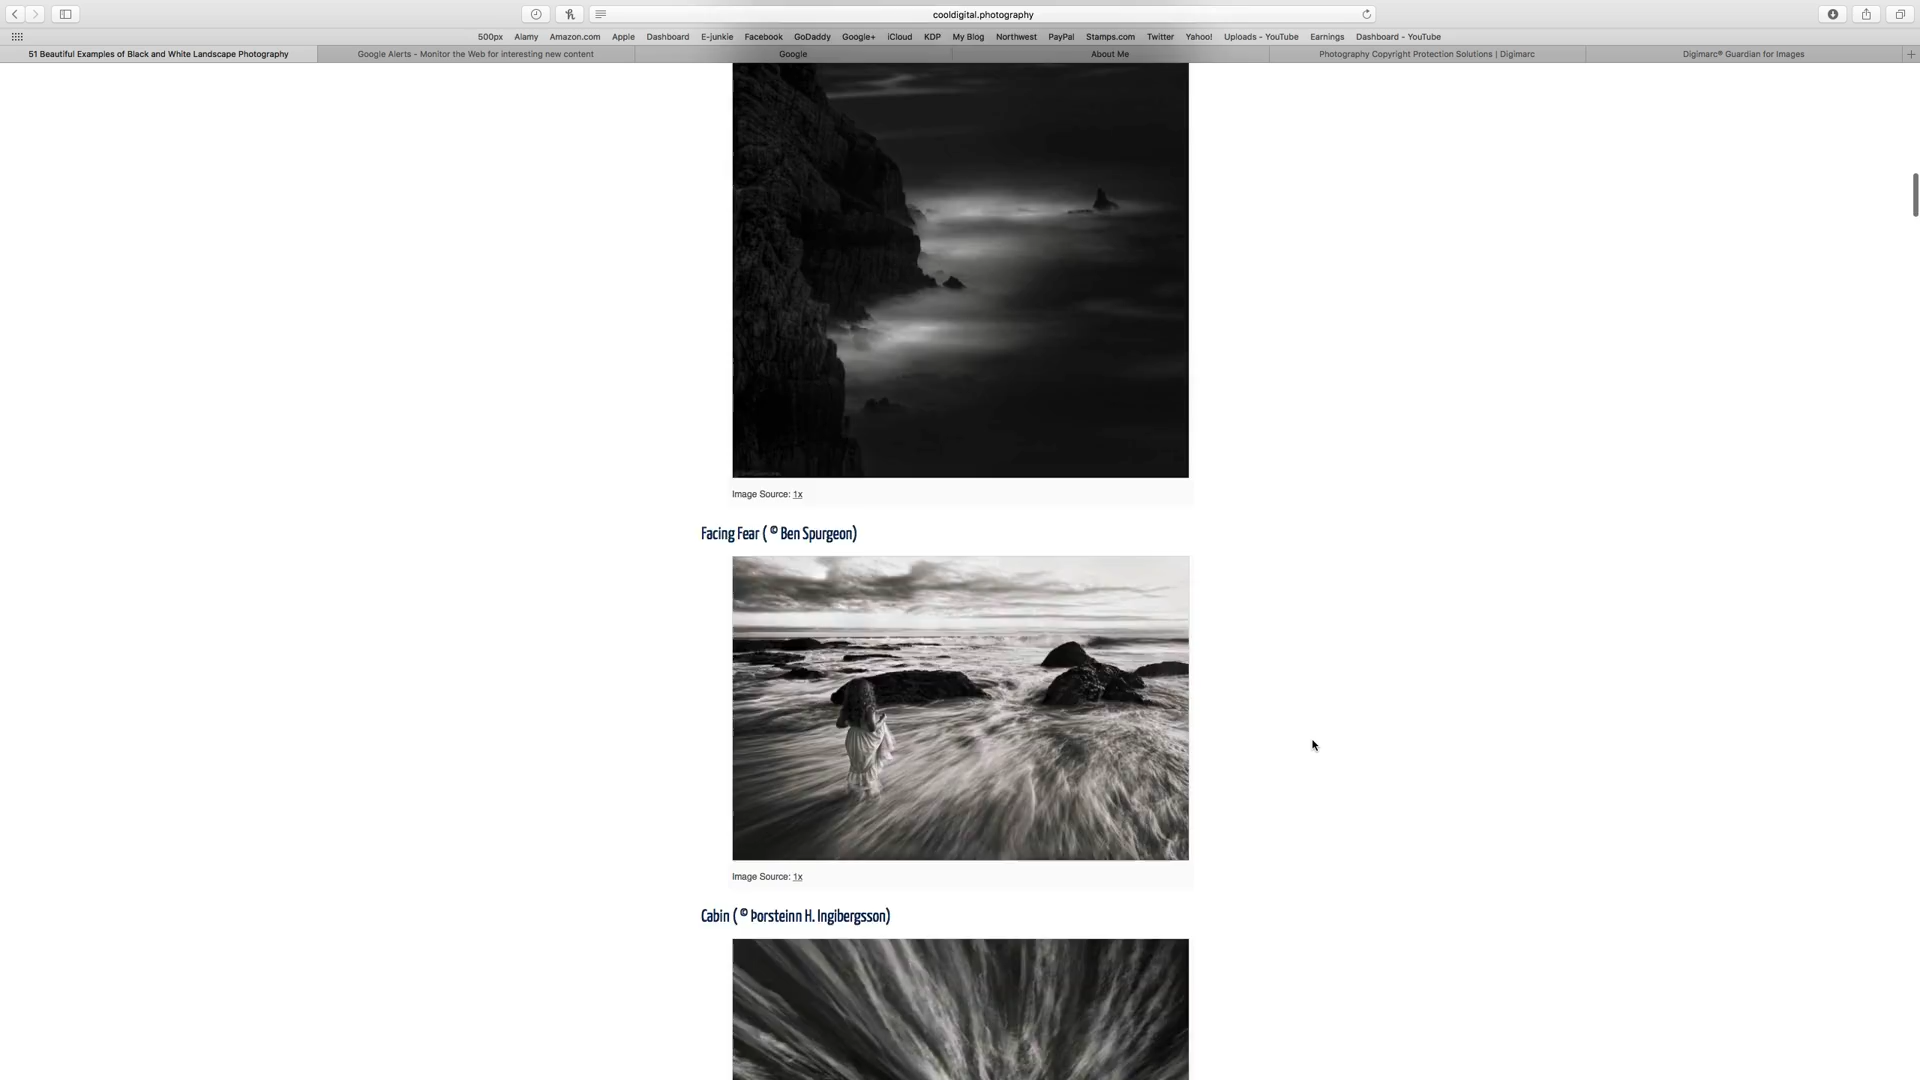 cooldigital.photography
500px Alamy Amazon.com Apple Dashboard E-junkie Facebook GoDaddy Google+ iCloud KDP My Blog Northwest PayPal Stamps.com Twitter Yahoo! Uploads - YouTube Earnings Dashboard - YouTube
51 Beautiful Examples of Black and White Landscape Photography Google Alerts - Monitor the Web for interesting new content Google About Me Photography Copyright Protection Solutions | Digimarc Digimarc® Guardian for Images
Image Source: 1x
Facing Fear ( © Ben Spurgeon)
Image Source: 1x
Cabin ( © Þorsteinn H. Ingibergsson)